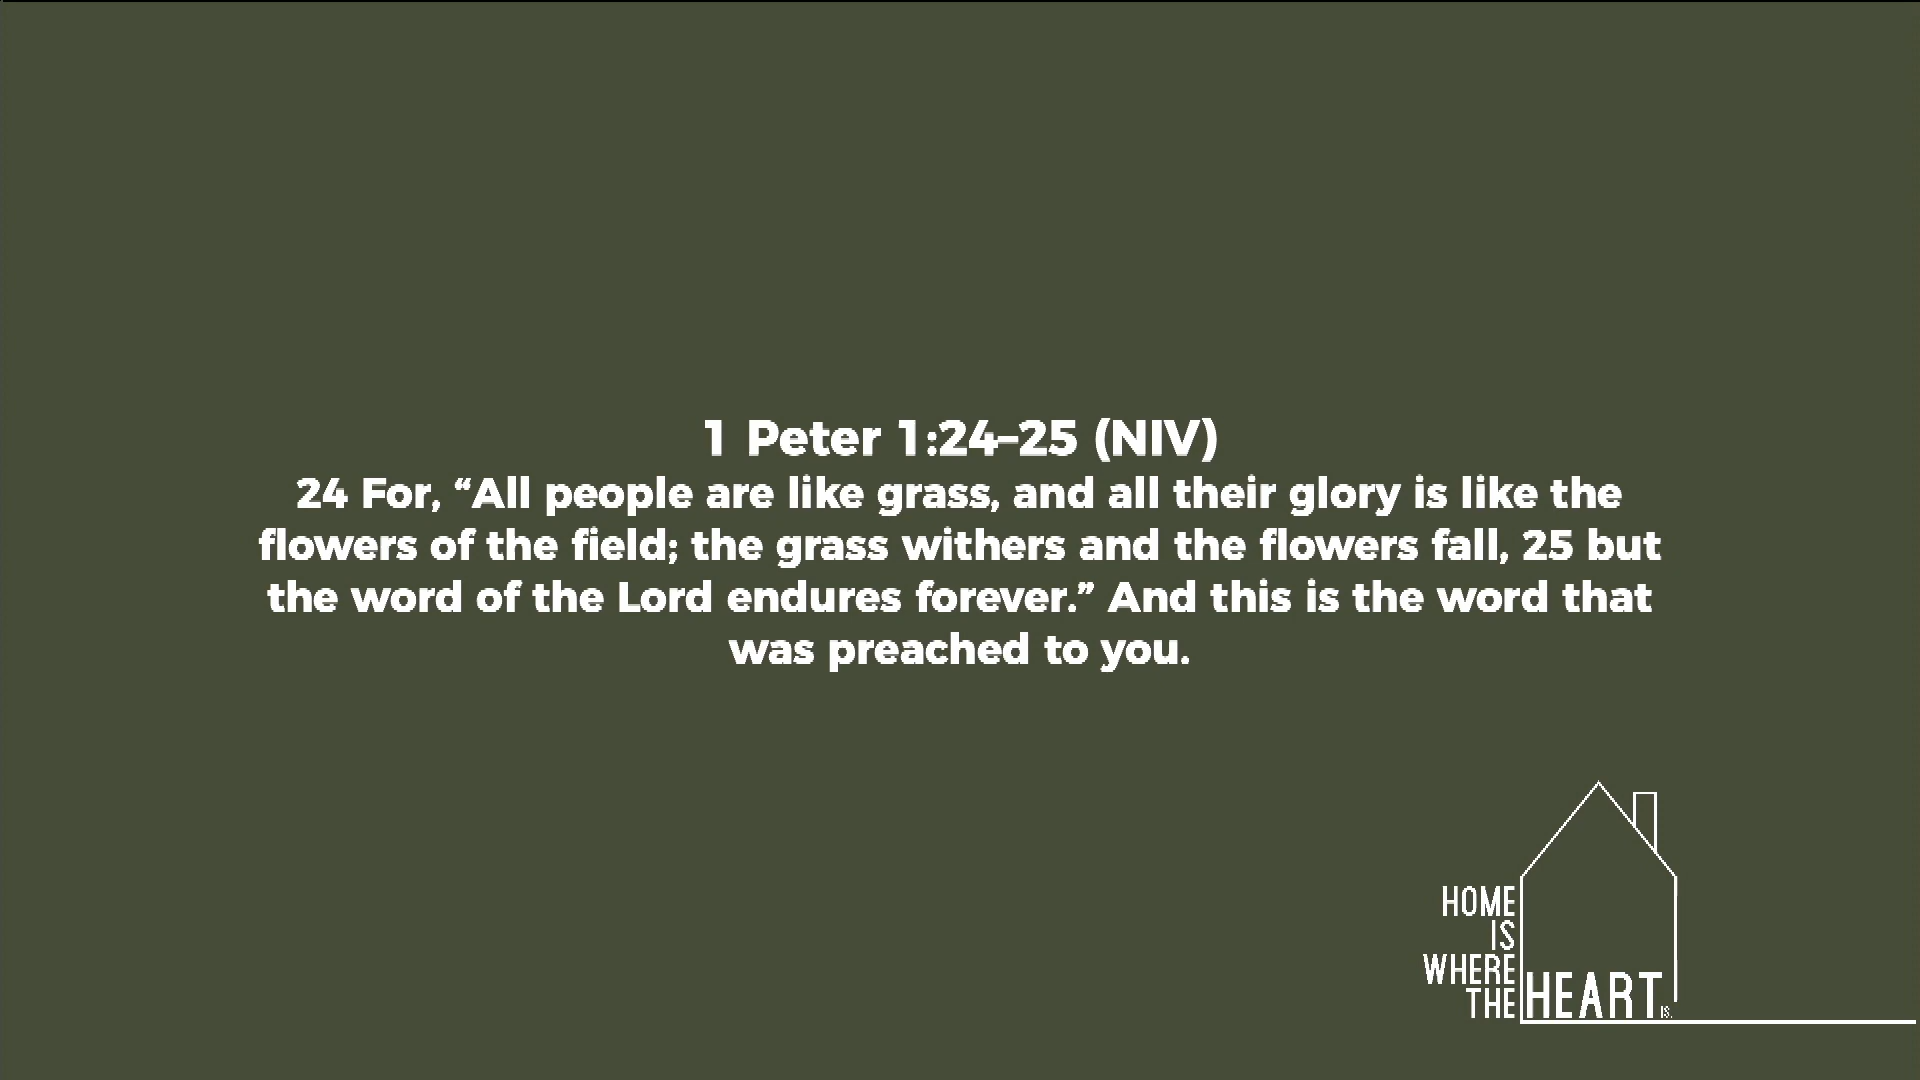 1 Peter 1:24–25 (NIV)
24 For, “All people are like grass, and all their glory is like the
flowers of the field; the grass withers and the flowers fall, 25 but
the word of the Lord endures forever.” And this is the word that
was preached to you.
HOME
IS
WHERE
THE HEART IS.